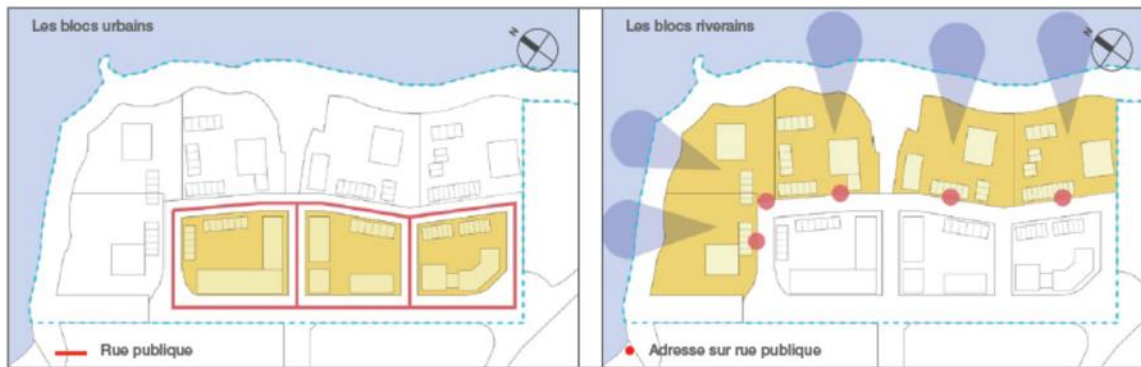 Les blocs urbains
N
Rue publique
Les blocs riverains
N
Adresse sur rue publique